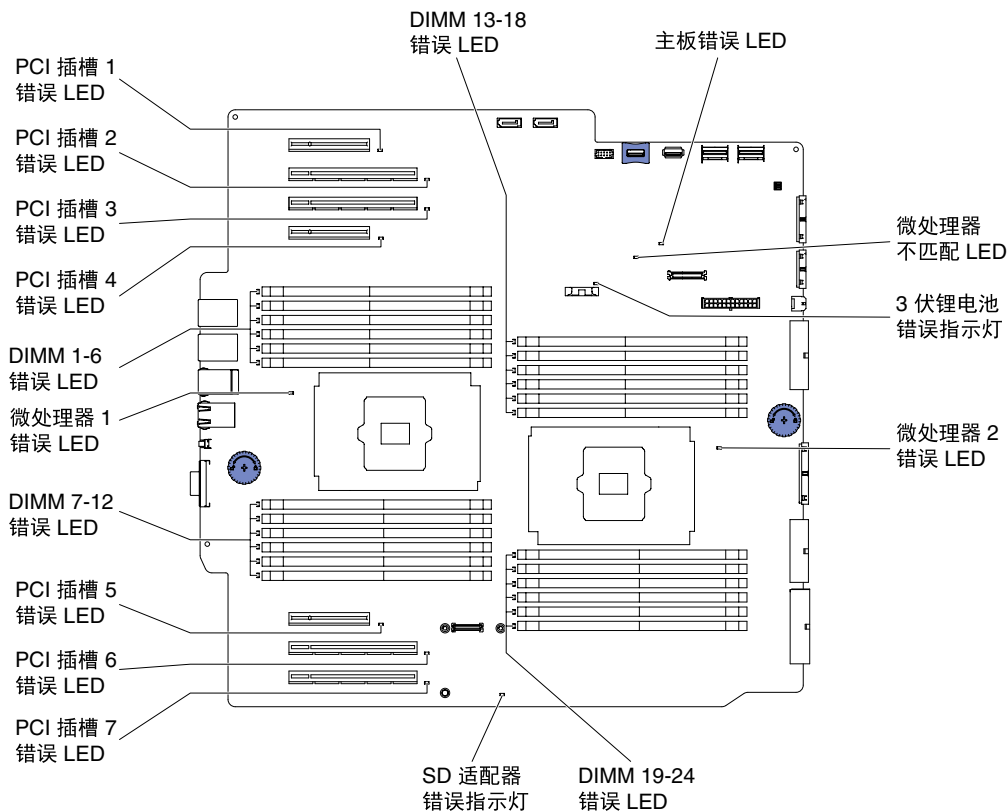 DIMM 13-18
错误 LED
主板错误 LED
PCI 插槽 1
错误 LED
PCI 插槽 2
错误 LED
PCI 插槽 3
错误 LED
PCI 插槽 4
错误 LED
DIMM 1-6
错误 LED
微处理器 1
错误 LED
DIMM 7-12
错误 LED
PCI 插槽 5
错误 LED
PCI 插槽 6
错误 LED
PCI 插槽 7
错误 LED
微处理器
不匹配 LED
3 伏锂电池
错误指示灯
微处理器 2
错误 LED
SD 适配器
错误指示灯
DIMM 19-24
错误 LED